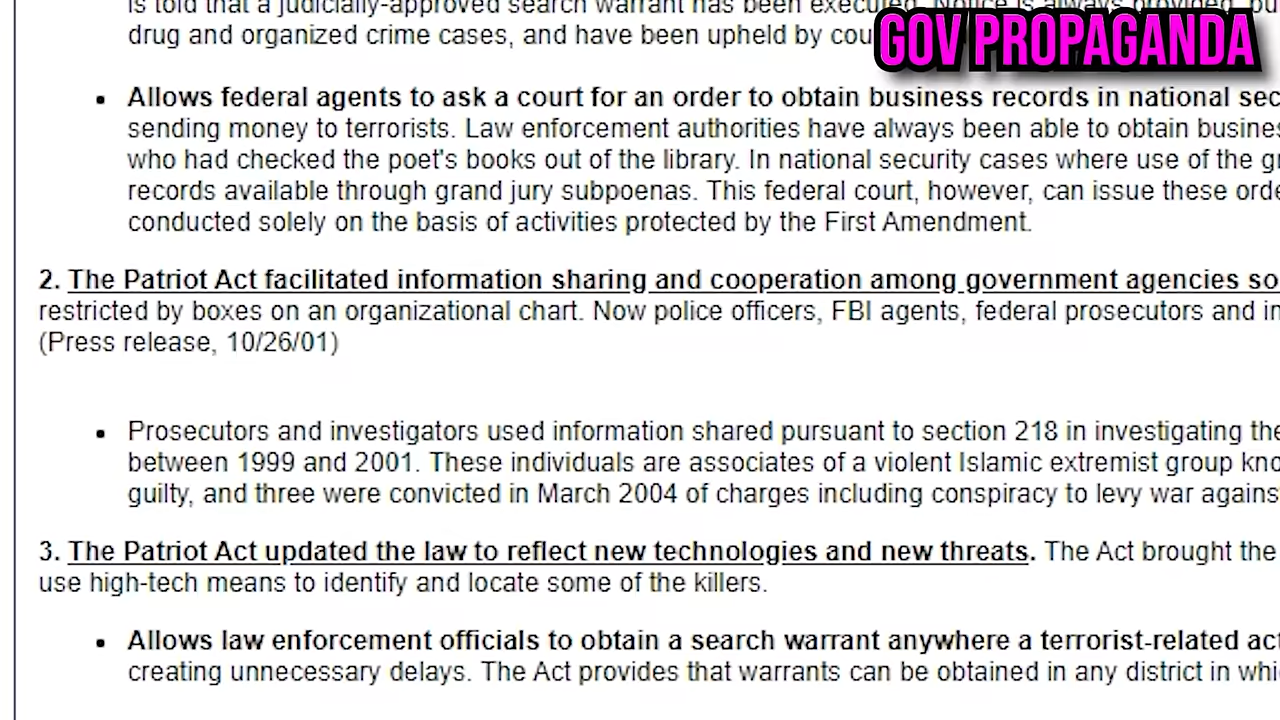 is told that a judicially-approved search warrant has been executed. Notice is always provided, bu
GOV PROPAGANDA
drug and organized crime cases, and have been upheld by cou
Allows federal agents to ask a court for an order to obtain business records in national sec
sending money to terrorists. Law enforcement authorities have always been able to obtain busines
who had checked the poet's books out of the library. In national security cases where use of the gr
records available through grand jury subpoenas. This federal court, however, can issue these orde
conducted solely on the basis of activities protected by the First Amendment.
2. The Patriot Act facilitated information sharing and cooperation among government agencies so
restricted by boxes on an organizational chart. Now police officers, FBI agents, federal prosecutors and in
(Press release, 10/26/01)
Prosecutors and investigators used information shared pursuant to section 218 in investigating the
between 1999 and 2001. These individuals are associates of a violent Islamic extremist group kno
guilty, and three were convicted in March 2004 of charges including conspiracy to levy war agains
3. The Patriot Act updated the law to reflect new technologies and new threats. The Act brought the
use high-tech means to identify and locate some of the killers.
Allows law enforcement officials to obtain a search warrant anywhere a terrorist-related act
creating unnecessary delays. The Act provides that warrants can be obtained in any district in whi